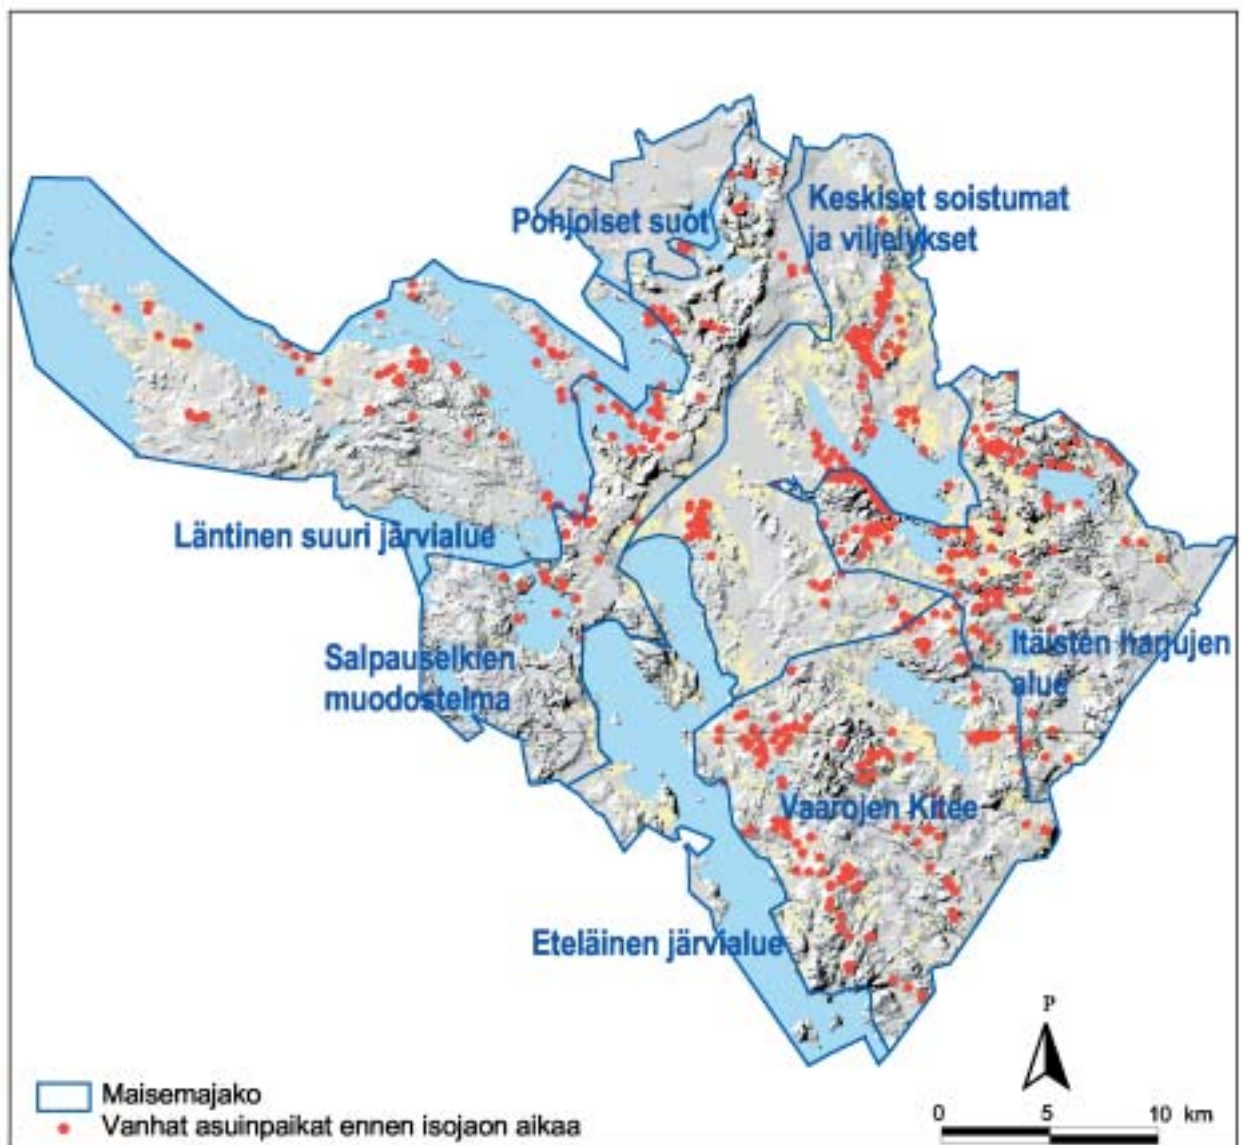 Pohjoiset suot
Keskiset soistumat
ja viljelykset
Läntinen suuri järvialue
Salpauselkien
muodostelma
Itäisten harjujen
alue
Vaarojen Kitee
Eteläinen järvialue
P
Maisemajako
Vanhat asuinpaikat ennen isojaon aikaa
0 5 10 km